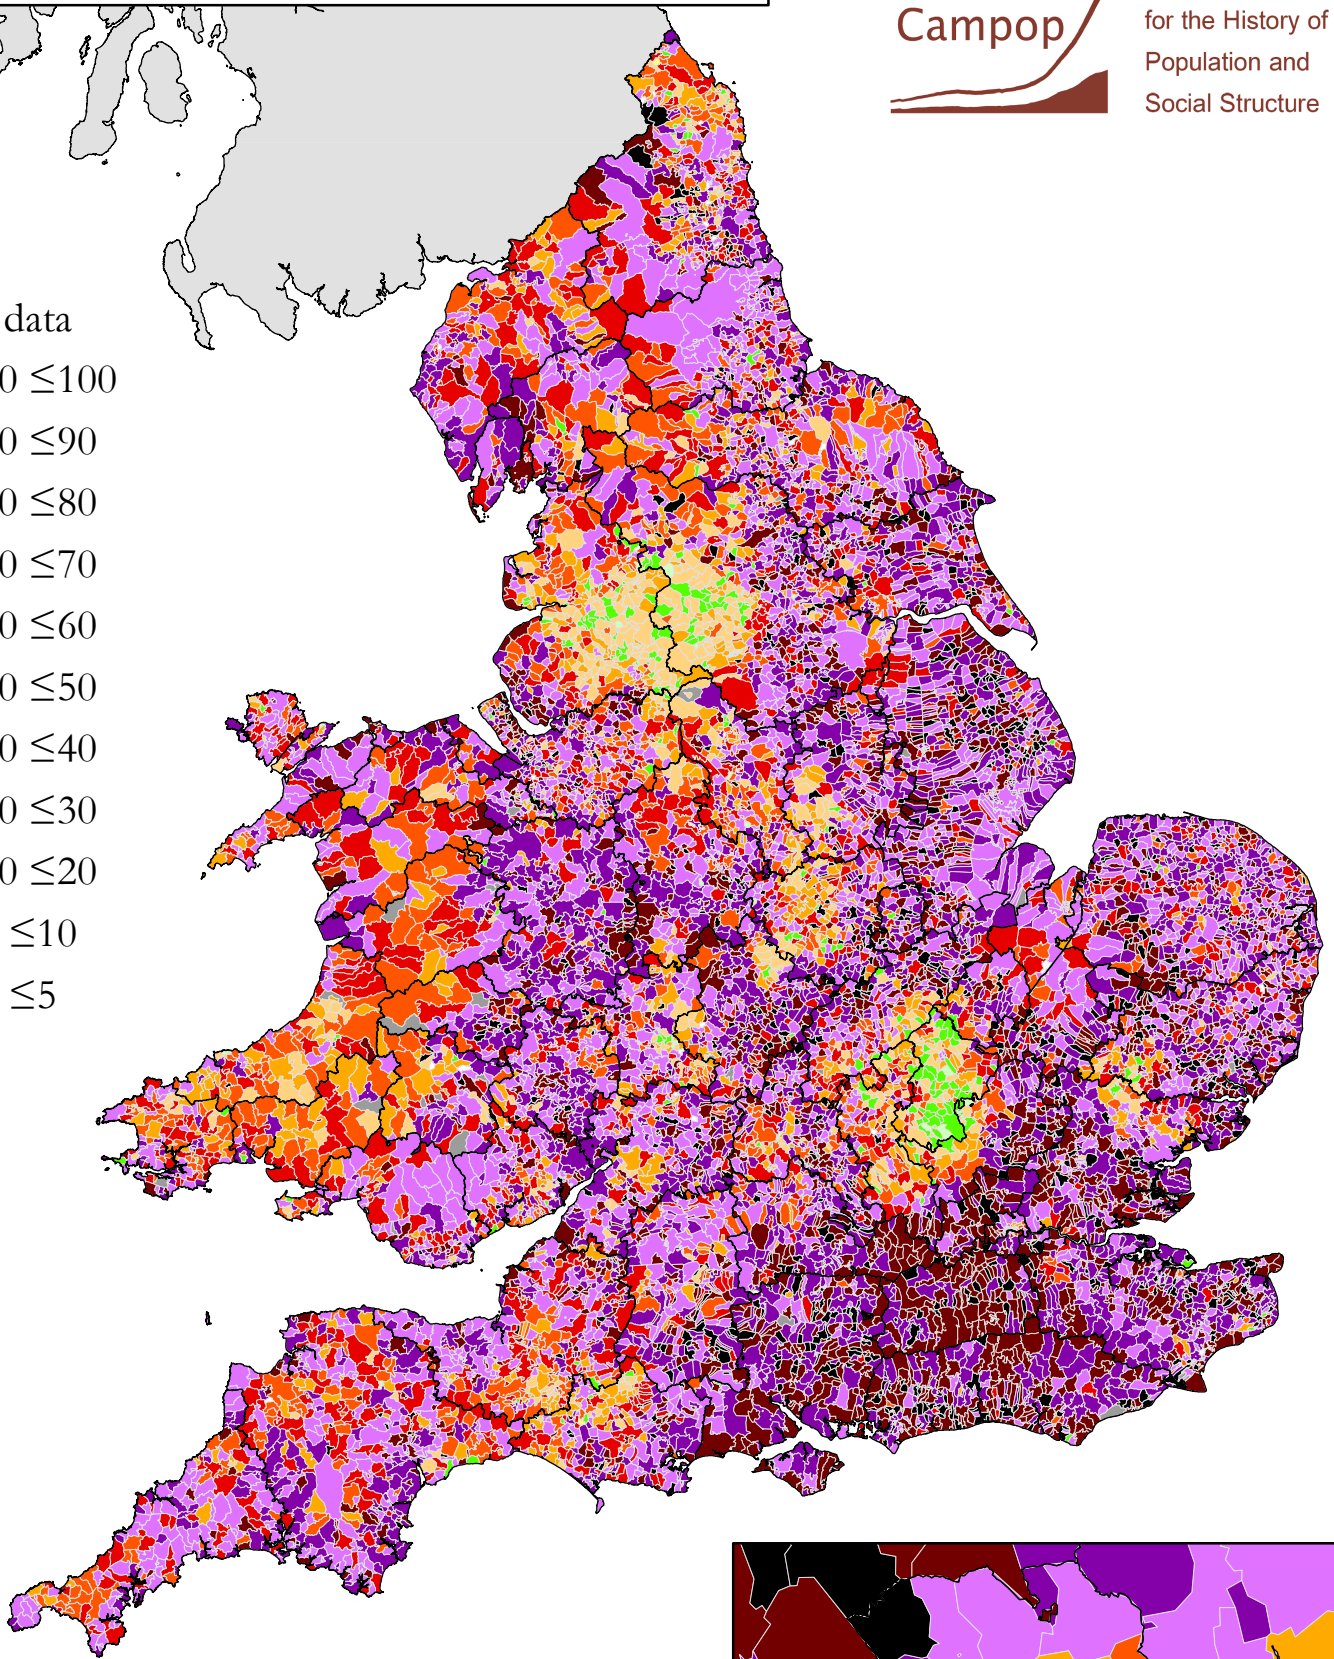 Campop
for the History of
Population and
Social Structure
data
0 ≤100
0 ≤90
0 ≤80
0 ≤70
0 ≤60
0 ≤50
0 ≤40
0 ≤30
0 ≤20
≤10
≤5